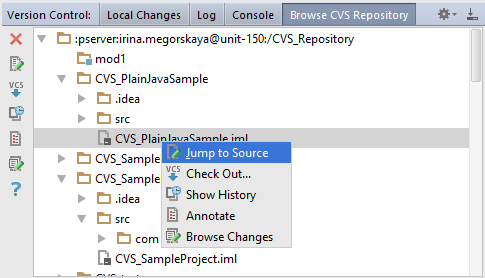 Version Control: Local Changes Log Console Browse CVS Repository
:pserver:irina.megorskaya@unit-150:/CVS_Repository
mod1
CVS_PlainJavaSample
.idea
src
CVS_PlainJavaSample.iml
Jump to Source
CVS_Sample
VCS Check Out...
CVS_Sample
Show History
.idea
Annotate
src
Browse Changes
com
CVS_SampleProject.iml
VCS